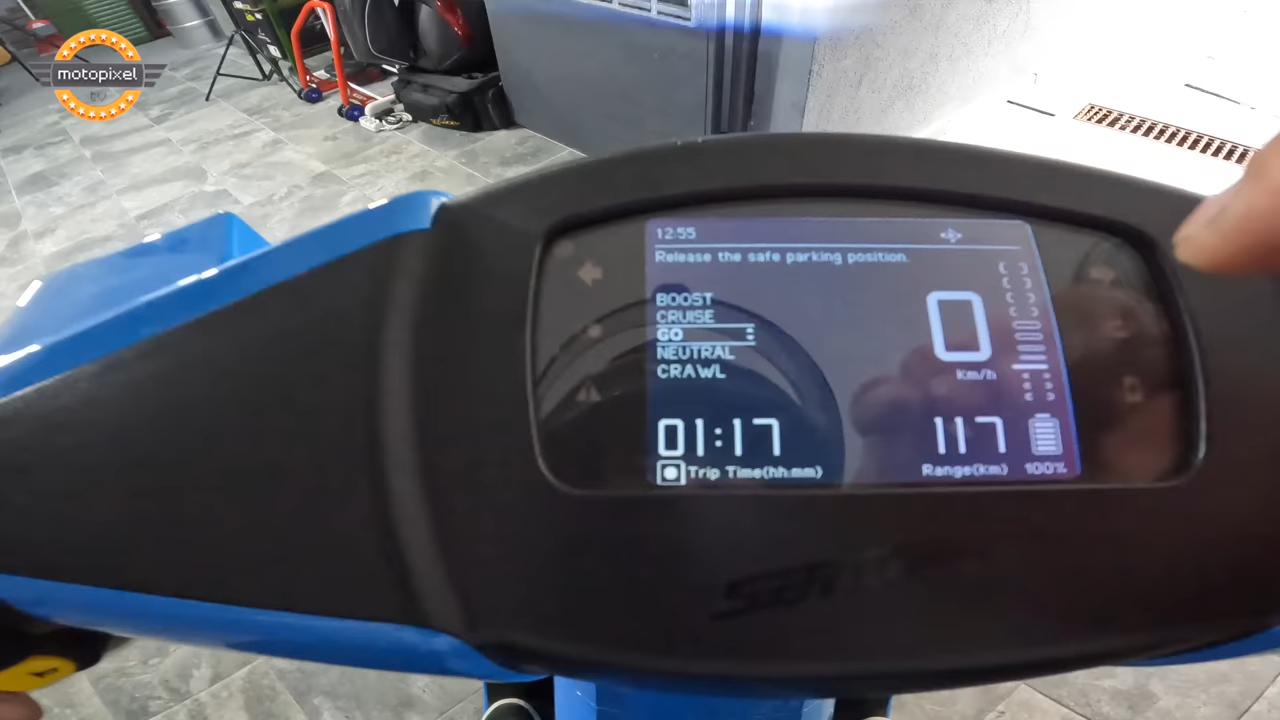 motopixel
12:55
Release the safe parking position.
BOOST
CRUISE
GO
NEUTRAL
CRAWL
0
km/h
01:17
Trip Time(hh:mm)
117
Range(km)
100%